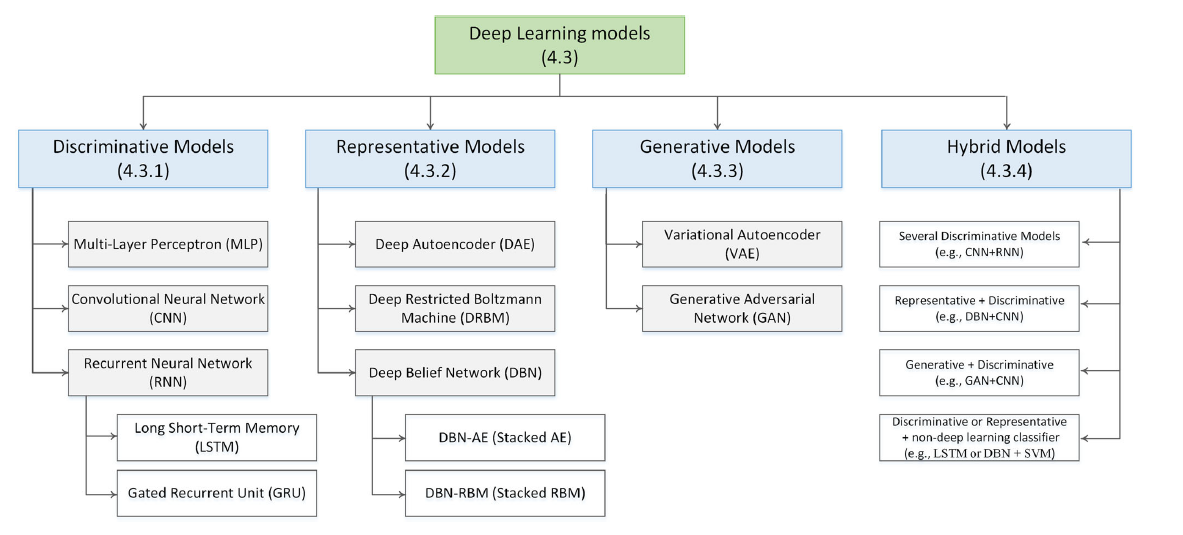 Deep Learning models
(4.3)
Discriminative Models
(4.3.1)
Multi-Layer Perceptron (MLP)
Convolutional Neural Network
(CNN)
Recurrent Neural Network
(RNN)
Long Short-Term Memory
(LSTM)
Gated Recurrent Unit (GRU)
Representative Models
(4.3.2)
Deep Autoencoder (DAE)
Deep Restricted Boltzmann
Machine (DRBM)
Deep Belief Network (DBN)
DBN-AE (Stacked AE)
DBN-RBM (Stacked RBM)
Generative Models
(4.3.3)
Variational Autoencoder
(VAE)
Generative Adversarial
Network (GAN)
Hybrid Models
(4.3.4)
Several Discriminative Models
(e.g., CNN+RNN)
Representative + Discriminative
(e.g., DBN+CNN)
Generative + Discriminative
(e.g., GAN+CNN)
Discriminative or Representative
+ non-deep learning classifier
(e.g., LSTM or DBN + SVM)